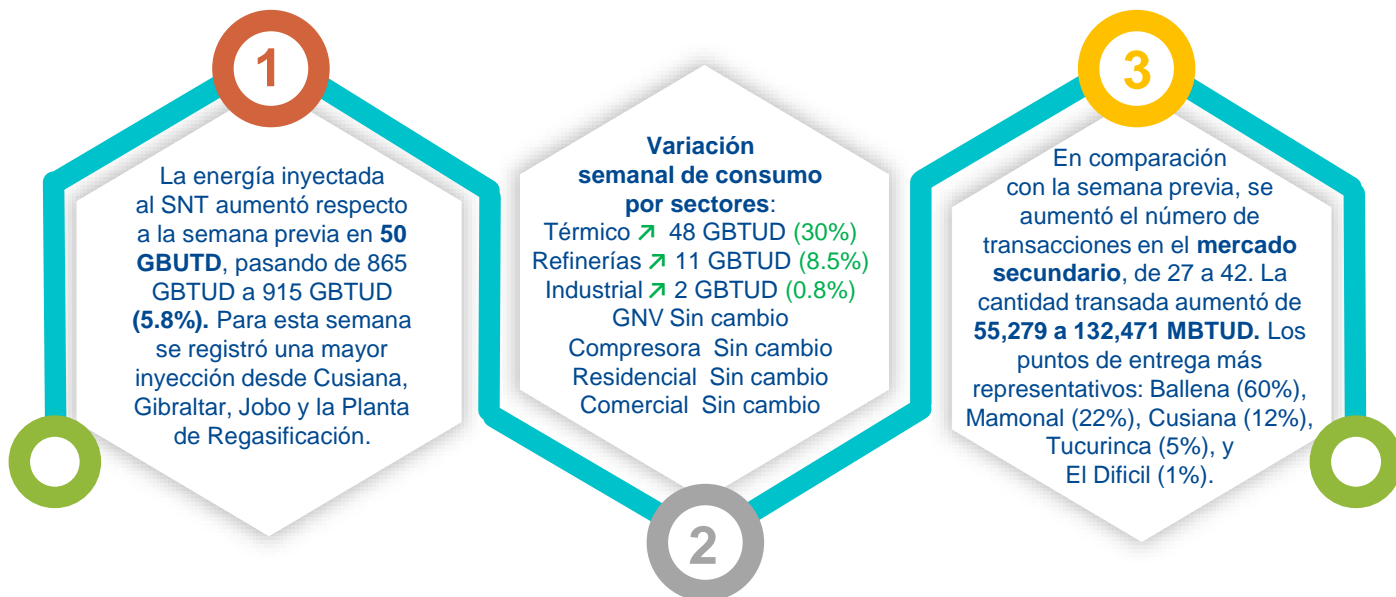 1
La energía inyectada
al SNT aumentó respecto
a la semana previa en 50
GBUTD, pasando de 865
GBTUD a 915 GBTUD
(5.8%). Para esta semana
se registró una mayor
inyección desde Cusiana,
Gibraltar, Jobo y la Planta
de Regasificación.
Variación
semanal de consumo
por sectores:
Térmico ↗ 48 GBTUD (30%)
Refinerías ↗ 11 GBTUD (8.5%)
Industrial ↗ 2 GBTUD (0.8%)
GNV Sin cambio
Compresora Sin cambio
Residencial Sin cambio
Comercial Sin cambio
2
3
En comparación
con la semana previa, se
aumentó el número de
transacciones en el mercado
secundario, de 27 a 42. La
cantidad transada aumentó de
55,279 a 132,471 MBTUD. Los
puntos de entrega más
representativos: Ballena (60%),
Mamonal (22%), Cusiana (12%),
Tucurinca (5%), y
El Dificil (1%).